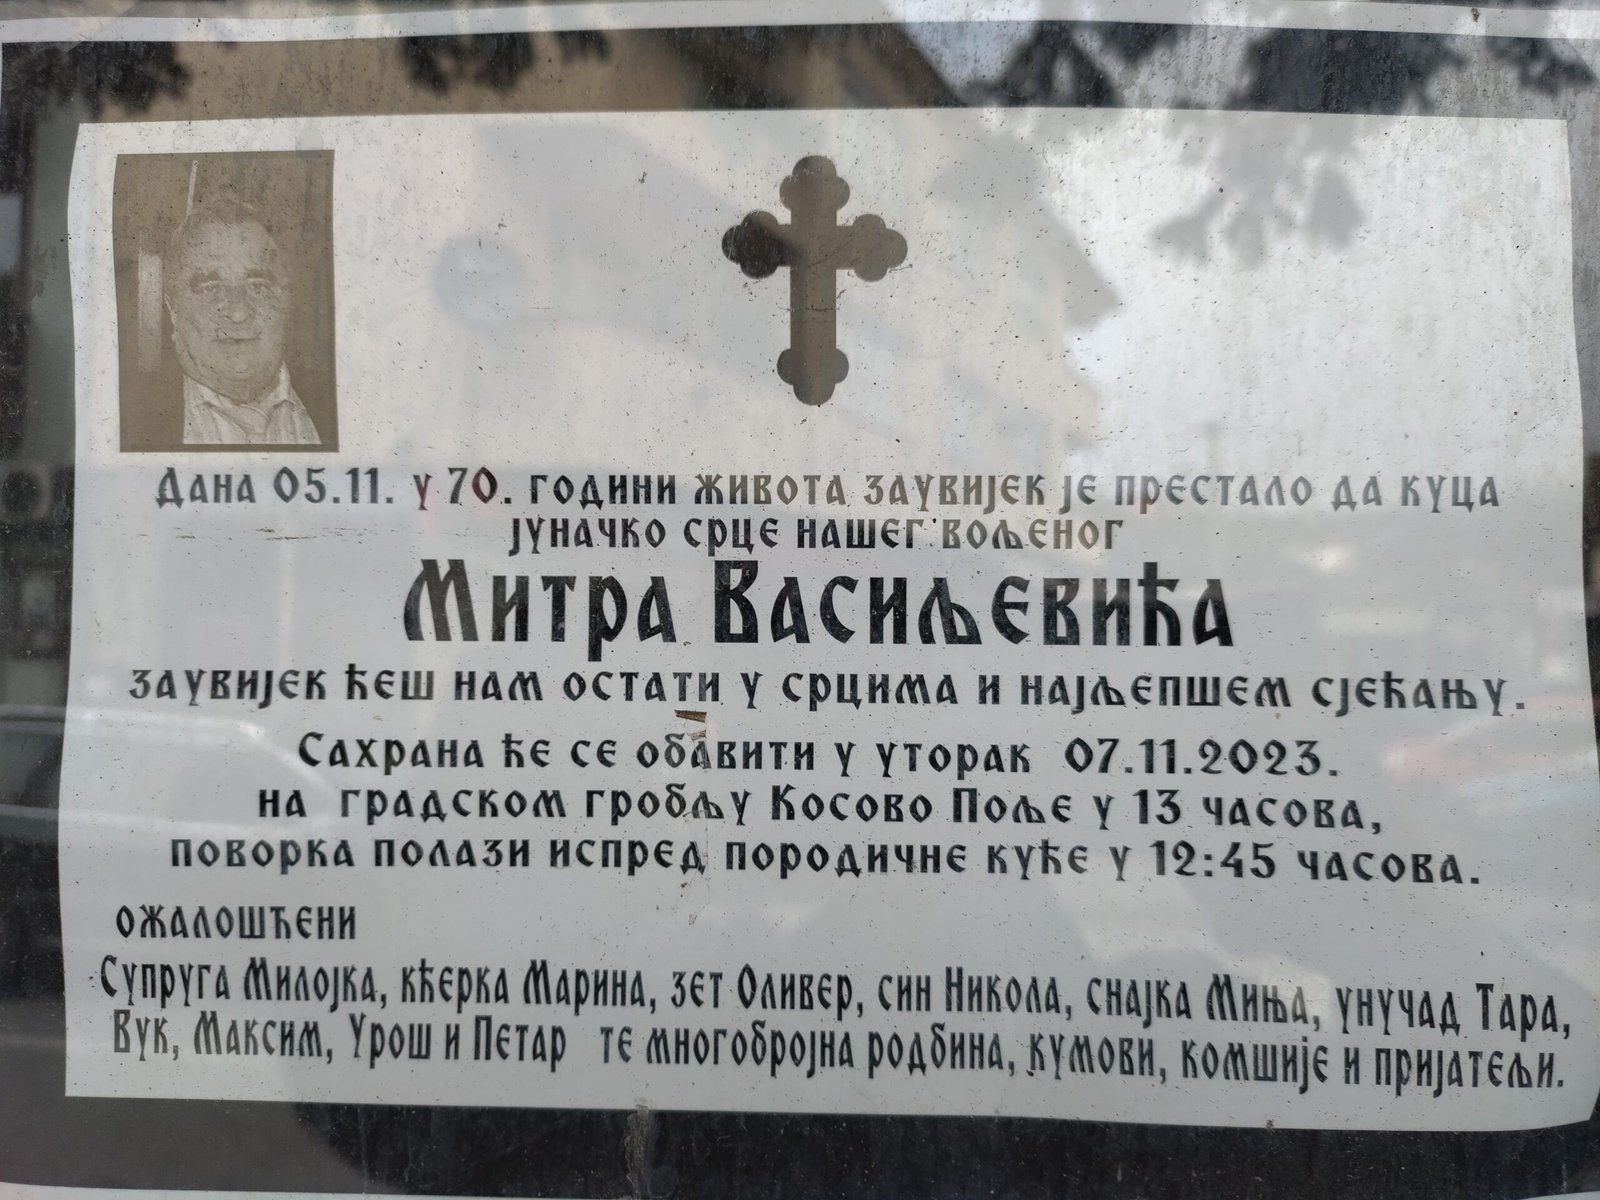 Дана 05.11. у 70. години живота заувијек је престало да куца
јуначко срце нашег вољеног
Митра Васиљевића
заувијек ћеш нам остати у срцима и најљепшем сјећању.
Сахрана ће се обавити у уторак 07.11.2023.
на градском гробљу Косово Поље у 13 часова,
поворка полази испред породичне куће у 12:45 часова.
ожалошћени
Супруга Милојка, кћерка Марина, зет Оливер, син Никола, снајка Миња, унучад Тара,
Вук, Максим, Урош и Петар те многобројна родбина, кумови, комшије и пријатељи.